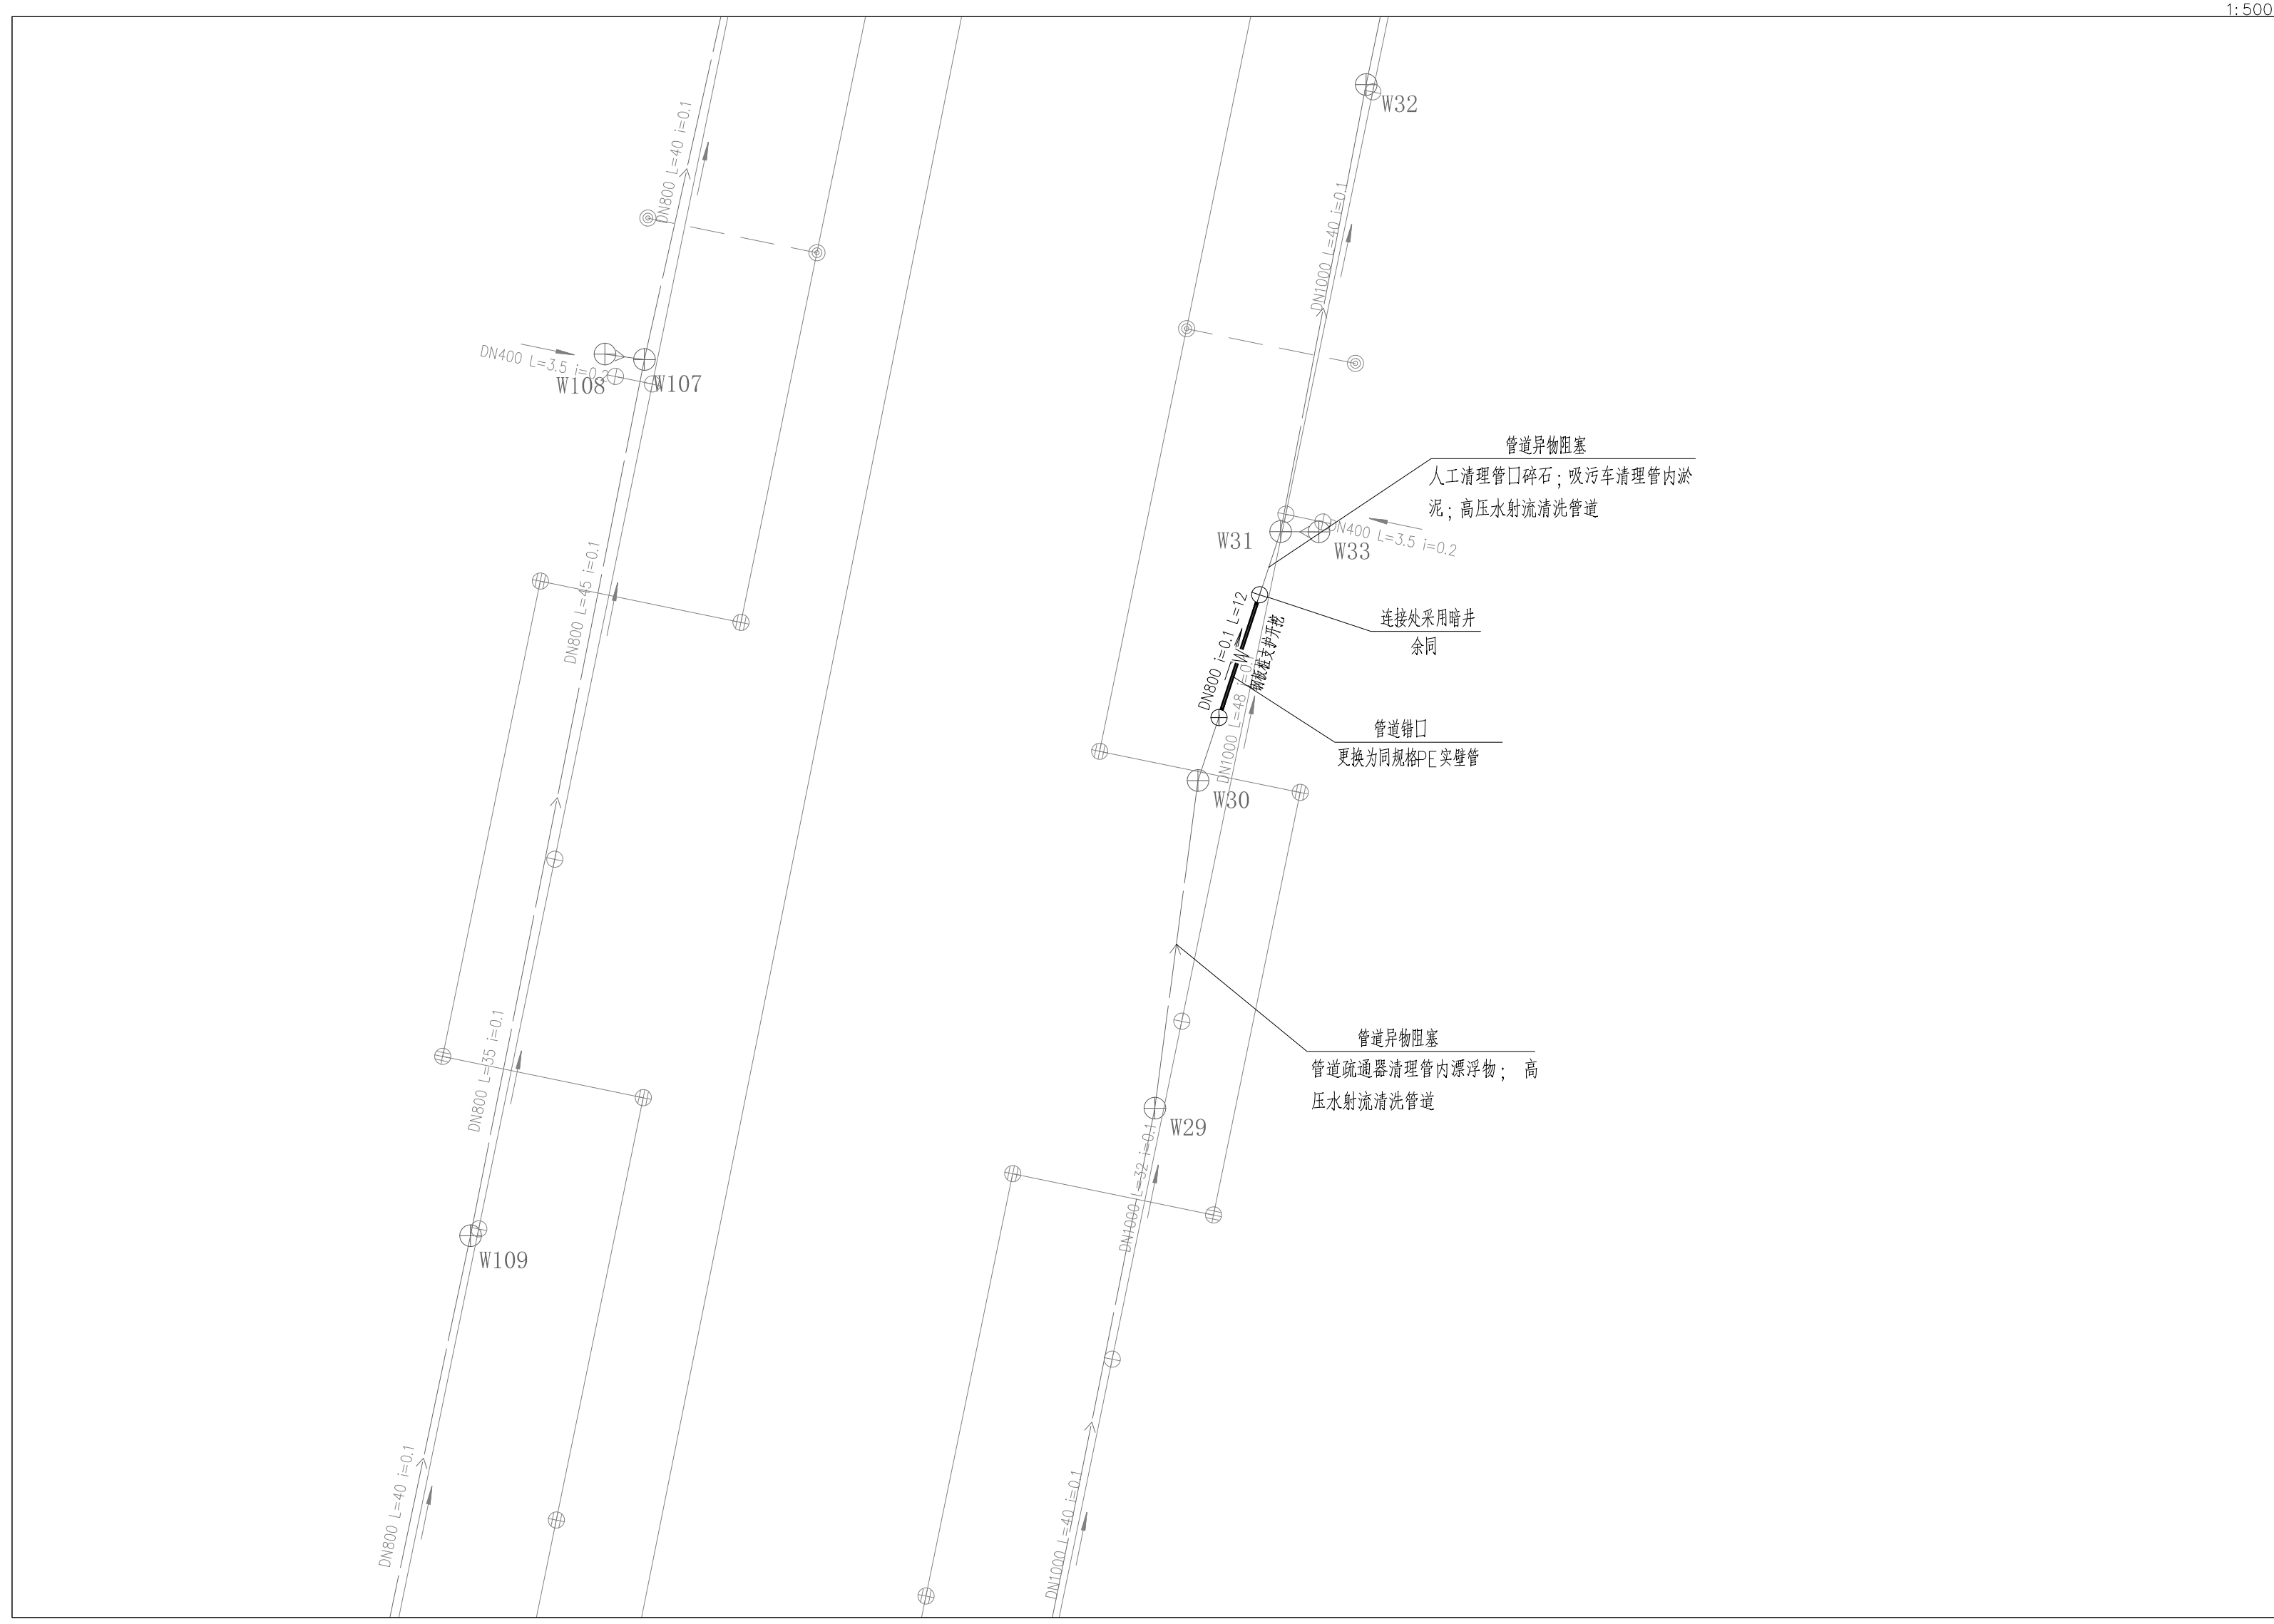 1:500
W32
DN800 L=40 i=0.1
DN1000 L=40 i=0.1
DN400 L=3.5 i=0.2
W108
W107
管道异物阻塞
人工清理管口碎石；吸污车清理管内淤
泥；高压水射流清洗管道
W31
W33
DN400 L=3.5 i=0.2
DN800 L=45 i=0.1
连接处采用暗井
余同
DN800 i=0.1 L=12
W
钢板桩支护开挖
DN1000 L=48
管道错口
更换为同规格PE实壁管
W30
管道异物阻塞
管道疏通器清理管内漂浮物； 高
压水射流清洗管道
DN800 L=35 i=0.1
W29
DN1000 L=32 i=0.1
W109
DN800 L=40 i=0.1
DN1000 L=40 i=0.1